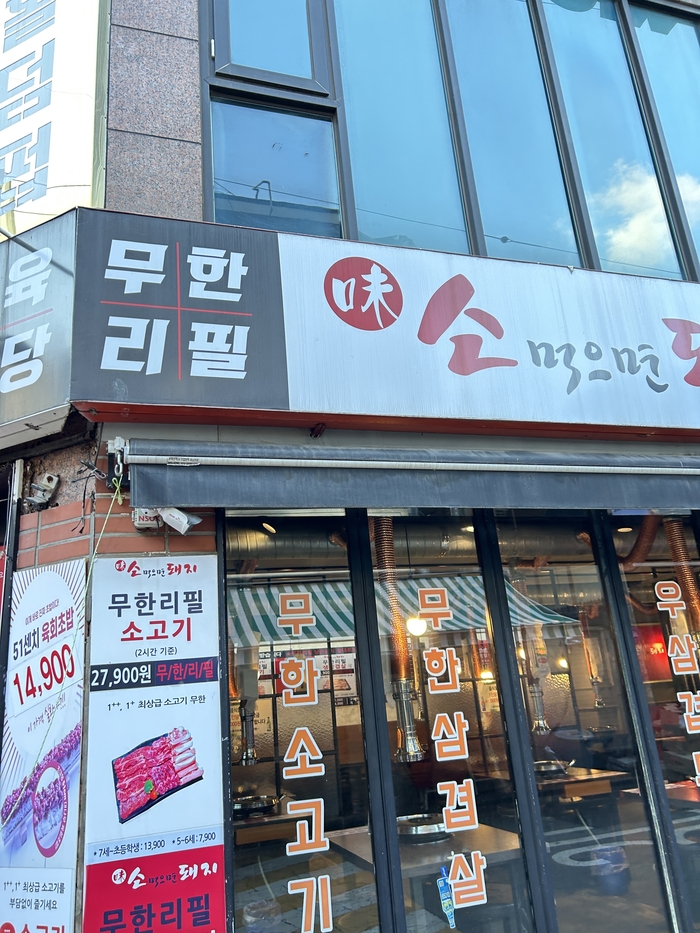 육
당
무한
리필
味 소 먹으면
味 소 먹으면 돼지
무한리필
소고기
(2시간 기준)
27,900원 무/한/리/필
1++, 1+ 최상급 소고기 무한
* 7세~초등학생 : 13,900 * 5~6세 : 7,900
味 소 먹으면 돼지
무한리필
51센치 육회초밥
14,900
1++, 1+ 최상급 소고기를
부담없이 즐기세요
무한소고기
무한삼겹살
우삼겹